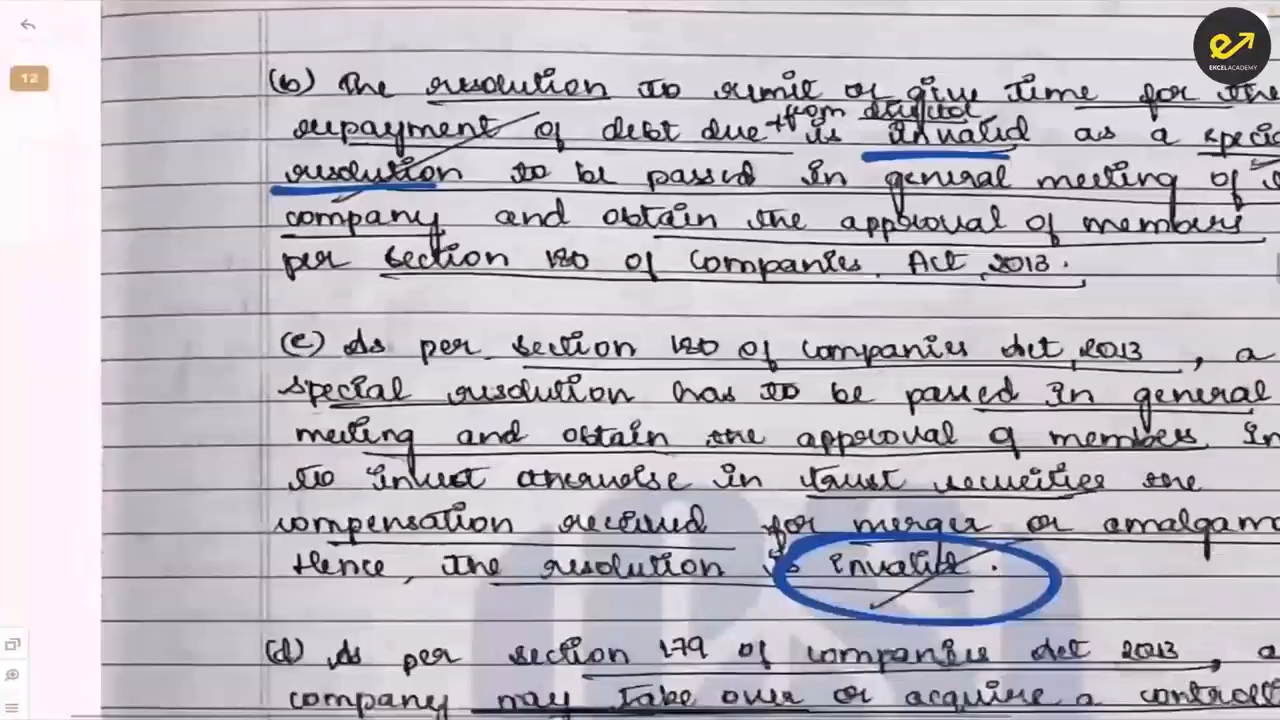 EXCELACADEMY
12
(b) The resolution to remit or give time for the
from director
repayment of debt due is invalid as a specia
resolution to be passed in general meeting of
company and obtain the approval of members
per section 180 of Companies Act, 2013.
(c) As per section 180 of Companies Act, 2013, a
special resolution has to be passed in general
meeting and obtain the approval of members in
to invest otherwise in trust securities the
compensation received for merger or amalgam
Hence, the resolution is invalid.
(d) As per section 179 of Companies Act 2013, a
company may take over or acquire a controll